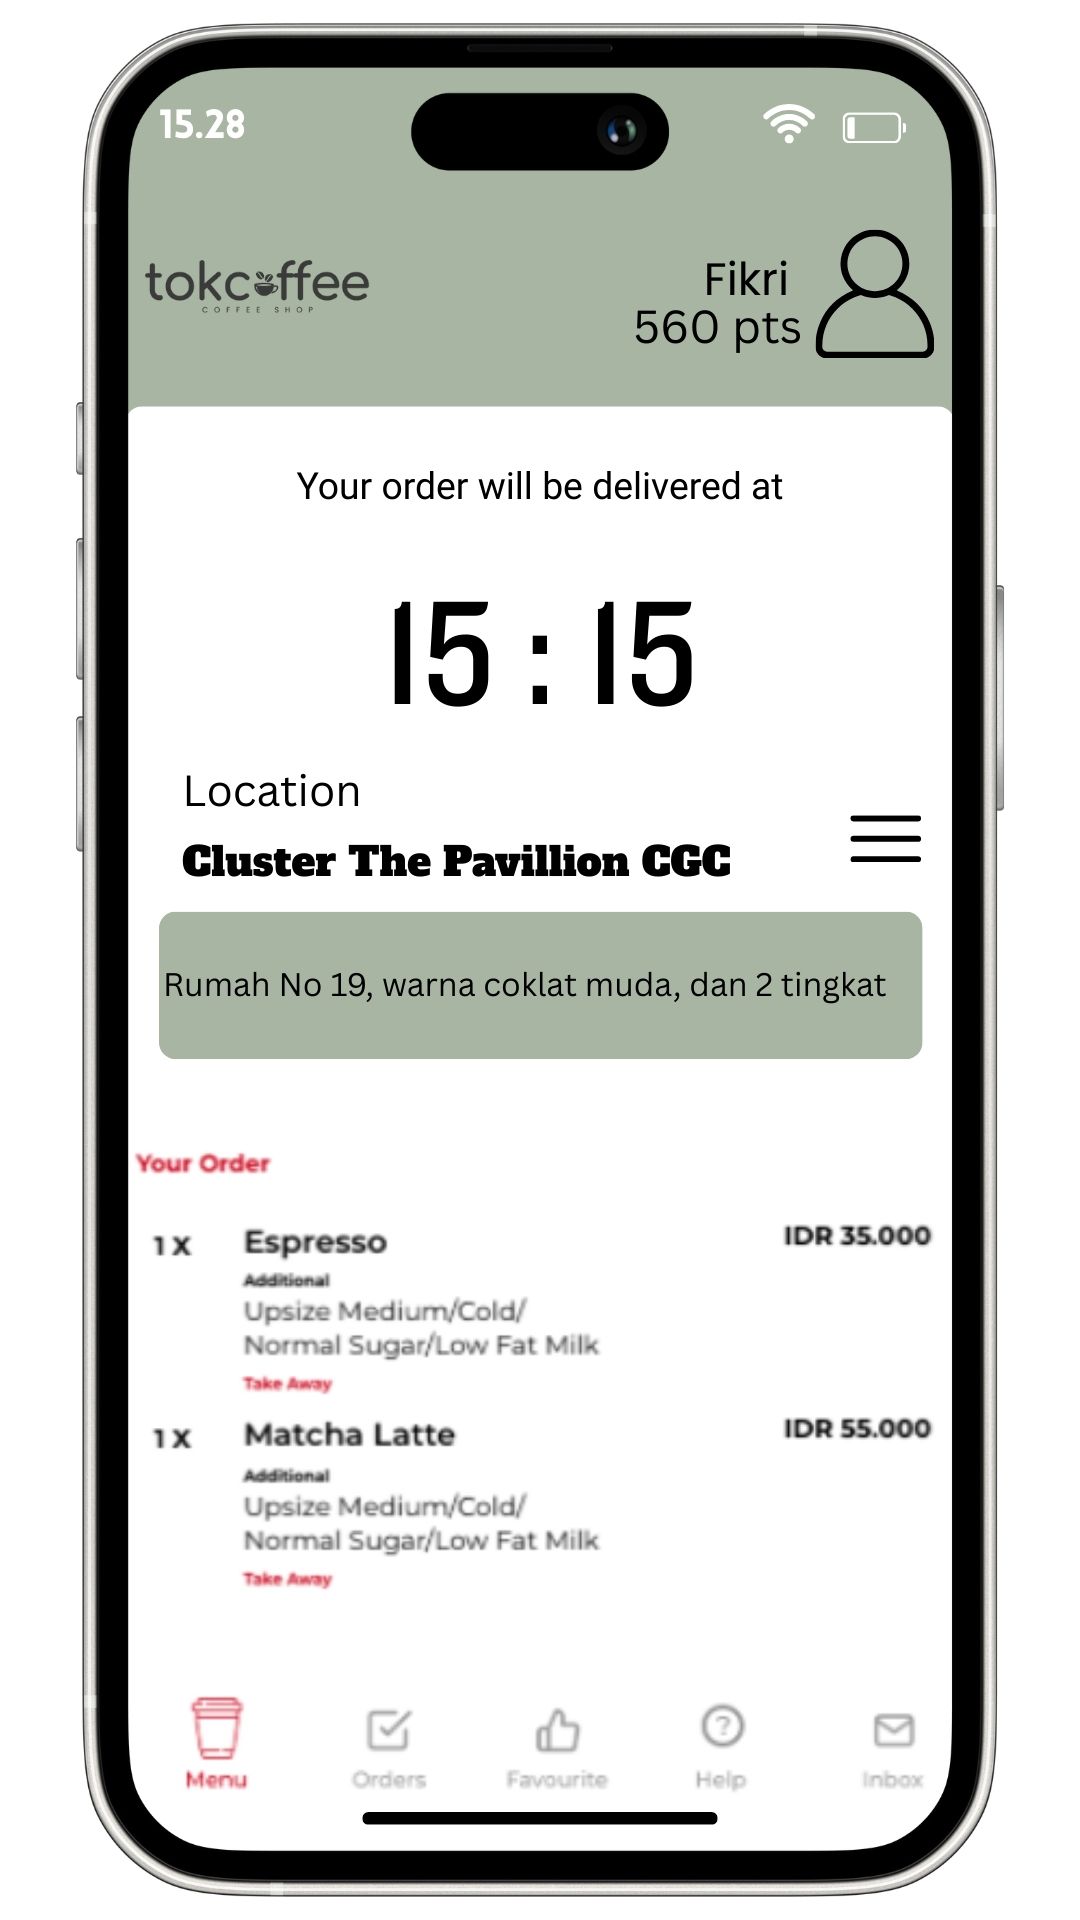 15.28
tokcoffee
COFFEE SHOP
Fikri
560 pts
Your order will be delivered at
15 : 15
Location
Cluster The Pavillion CGC
Rumah No 19, warna coklat muda, dan 2 tingkat
Your Order
1 X Espresso IDR 35.000
Additional
Upsize Medium/Cold/
Normal Sugar/Low Fat Milk
Take Away
1 X Matcha Latte IDR 55.000
Additional
Upsize Medium/Cold/
Normal Sugar/Low Fat Milk
Take Away
Menu Orders Favourite Help Inbox